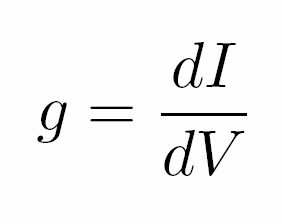 g = dI/dV